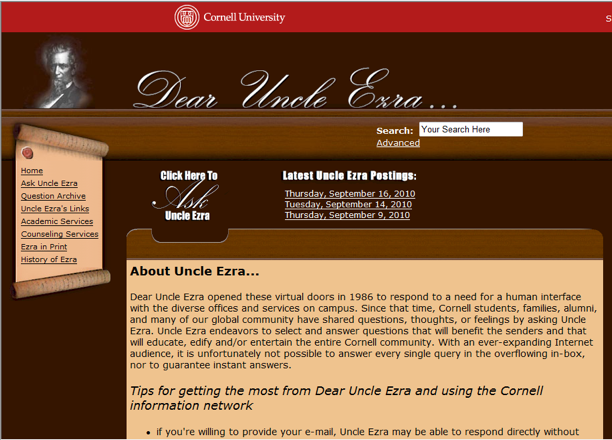 Cornell University
S
Dear Uncle Ezra...
Search: Your Search Here
Advanced
Home
Ask Uncle Ezra
Question Archive
Uncle Ezra's Links
Academic Services
Counseling Services
Ezra in Print
History of Ezra
Click Here To
Ask
Uncle Ezra
Latest Uncle Ezra Postings:
Thursday, September 16, 2010
Tuesday, September 14, 2010
Thursday, September 9, 2010
About Uncle Ezra...
Dear Uncle Ezra opened these virtual doors in 1986 to respond to a need for a human interface
with the diverse offices and services on campus. Since that time, Cornell students, families, alumni,
and many of our global community have shared questions, thoughts, or feelings by asking Uncle
Ezra. Uncle Ezra endeavors to select and answer questions that will benefit the senders and that
will educate, edify and/or entertain the entire Cornell community. With an ever-expanding Internet
audience, it is unfortunately not possible to answer every single query in the overflowing in-box,
nor to guarantee instant answers.
Tips for getting the most from Dear Uncle Ezra and using the Cornell
information network
• if you're willing to provide your e-mail, Uncle Ezra may be able to respond directly without